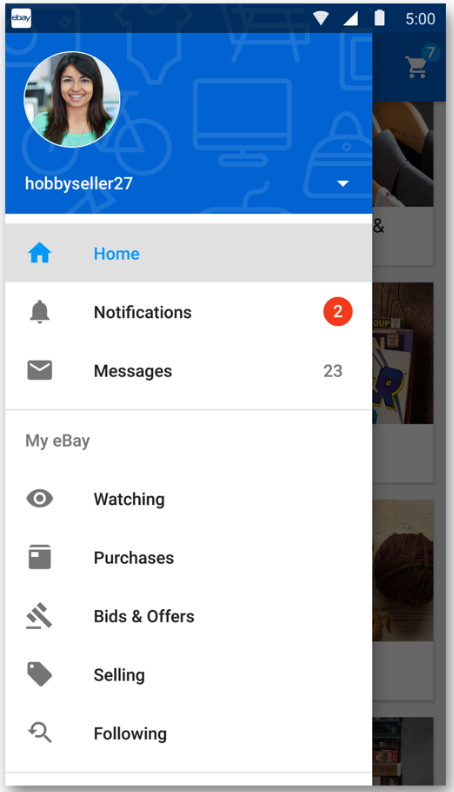 ebay
5:00
7
hobbyseller27
&
Home
Notifications 2
Messages 23
My eBay
Watching
Purchases
Bids & Offers
Selling
Following